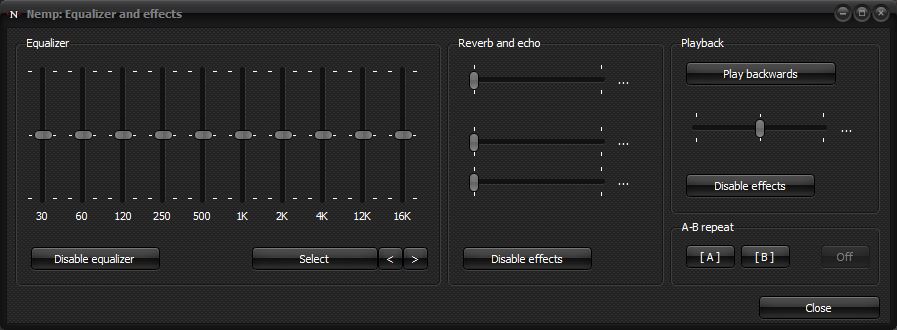 N Nemp: Equalizer and effects
Equalizer
30 60 120 250 500 1K 2K 4K 12K 16K
Disable equalizer Select < >
Reverb and echo
...
...
...
Disable effects
Playback
Play backwards
...
Disable effects
A-B repeat
[ A ] [ B ] Off
Close